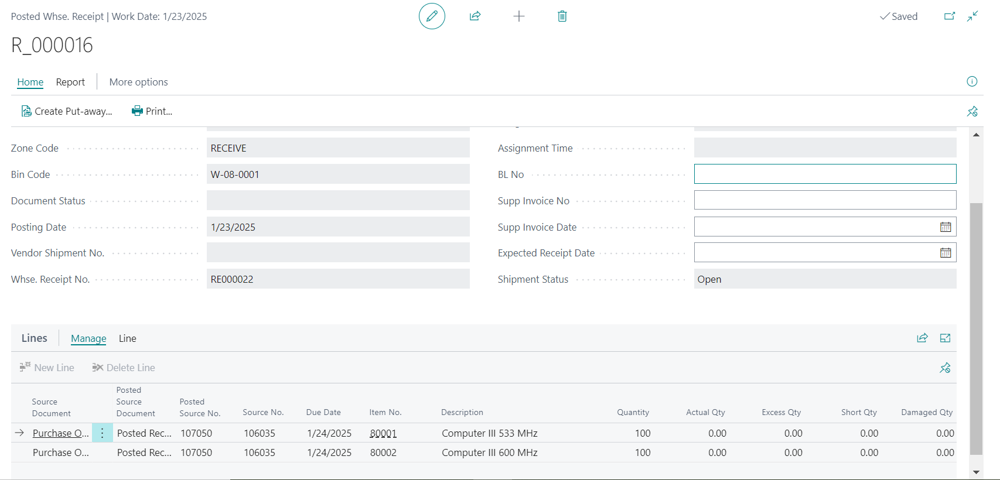 Posted Whse. Receipt | Work Date: 1/23/2025
Saved
R_000016
Home Report More options
Create Put-away... Print...
Zone Code RECEIVE
Bin Code W-08-0001
Document Status
Posting Date 1/23/2025
Vendor Shipment No.
Whse. Receipt No. RE000022
Assignment Time
BL No
Supp Invoice No
Supp Invoice Date
Expected Receipt Date
Shipment Status Open
Lines Manage Line
New Line Delete Line
Source Document Posted Source Document Posted Source No. Source No. Due Date Item No. Description Quantity Actual Qty Excess Qty Short Qty Damaged Qty
Purchase O... Posted Rec... 107050 106035 1/24/2025 80001 Computer III 533 MHz 100 0.00 0.00 0.00 0.00
Purchase O... Posted Rec... 107050 106035 1/24/2025 80002 Computer III 600 MHz 100 0.00 0.00 0.00 0.00